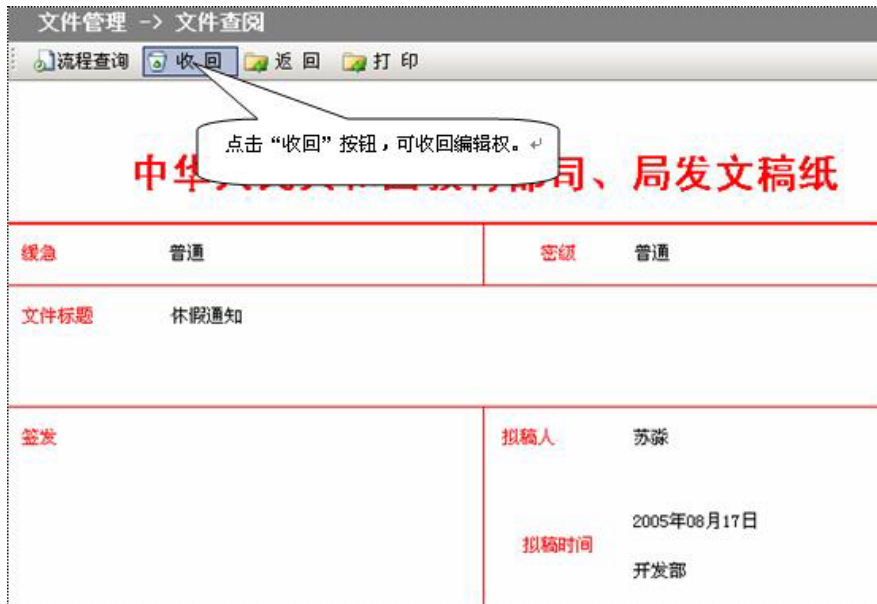 文件管理 -> 文件查阅
流程查询 收 回 返 回 打 印
点击“收回”按钮，可收回编辑权。
中华 司、局发文稿纸
缓急 普通 密级 普通
文件标题 休假通知
签发 拟稿人 苏淼
2005年08月17日
拟稿时间
开发部